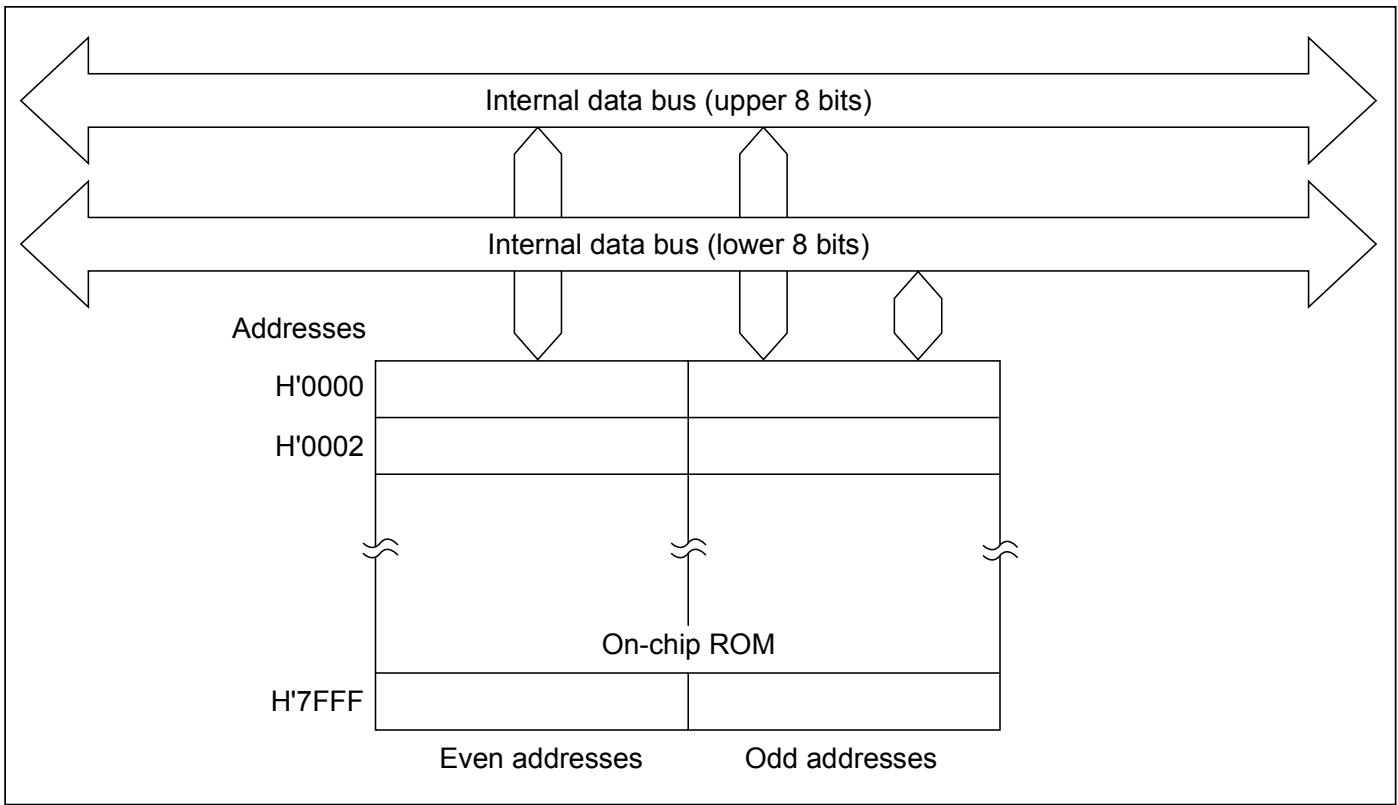 Internal data bus (upper 8 bits)
Internal data bus (lower 8 bits)
Addresses
H'0000
H'0002
On-chip ROM
H'7FFF
Even addresses
Odd addresses